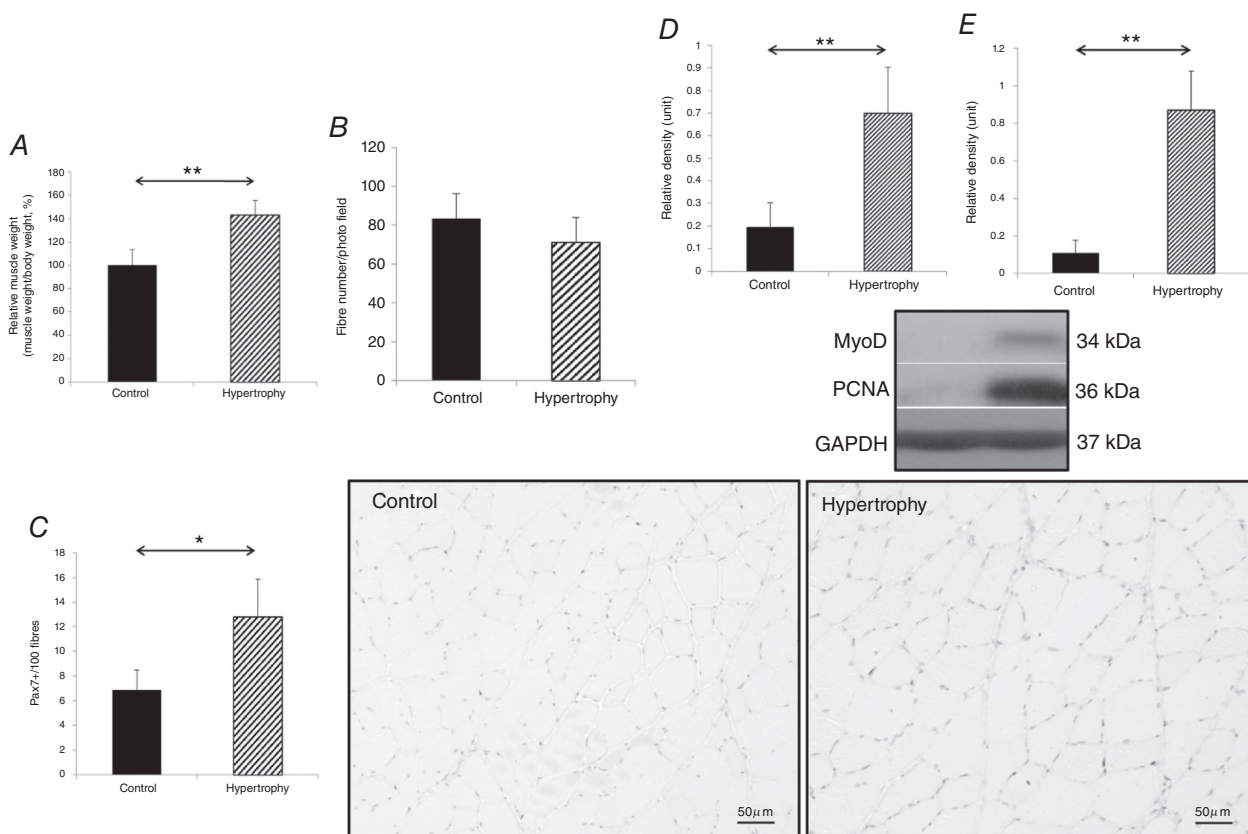 A
Relative muscle weight
(muscle weight/body weight, %)
180
160
140
120
100
80
60
40
20
0
**
Control
Hypertrophy
B
Fibre number/photo field
120
100
80
60
40
20
0
Control
Hypertrophy
C
Pax7+/100 fibres
18
16
14
12
10
8
6
4
2
0
*
Control
Hypertrophy
Control
50µm
Hypertrophy
50µm
D
Relative density (unit)
1
0.9
0.8
0.7
0.6
0.5
0.4
0.3
0.2
0.1
0
**
Control
Hypertrophy
E
Relative density (unit)
1.2
1
0.8
0.6
0.4
0.2
0
**
Control
Hypertrophy
MyoD 34 kDa
PCNA 36 kDa
GAPDH 37 kDa